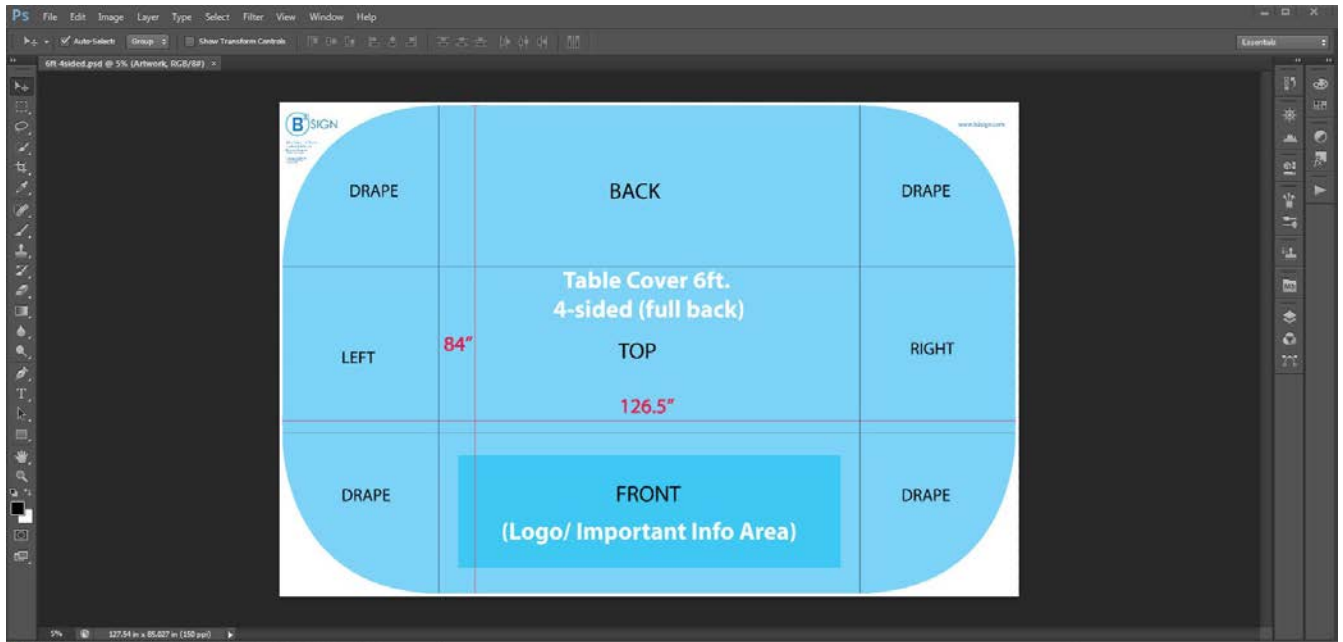 PS File Edit Image Layer Type Select Filter View Window Help
Auto-Select: Group Show Transform Controls Essentials
6ft-4sided.psd @ 5% (Artwork, RGB/8#) ×
B SIGN
DRAPE BACK DRAPE
Table Cover 6ft.
4-sided (full back)
LEFT 84” TOP RIGHT
126.5”
DRAPE FRONT DRAPE
(Logo/ Important Info Area)
5% 127.54 in x 85.027 in (150 ppi)